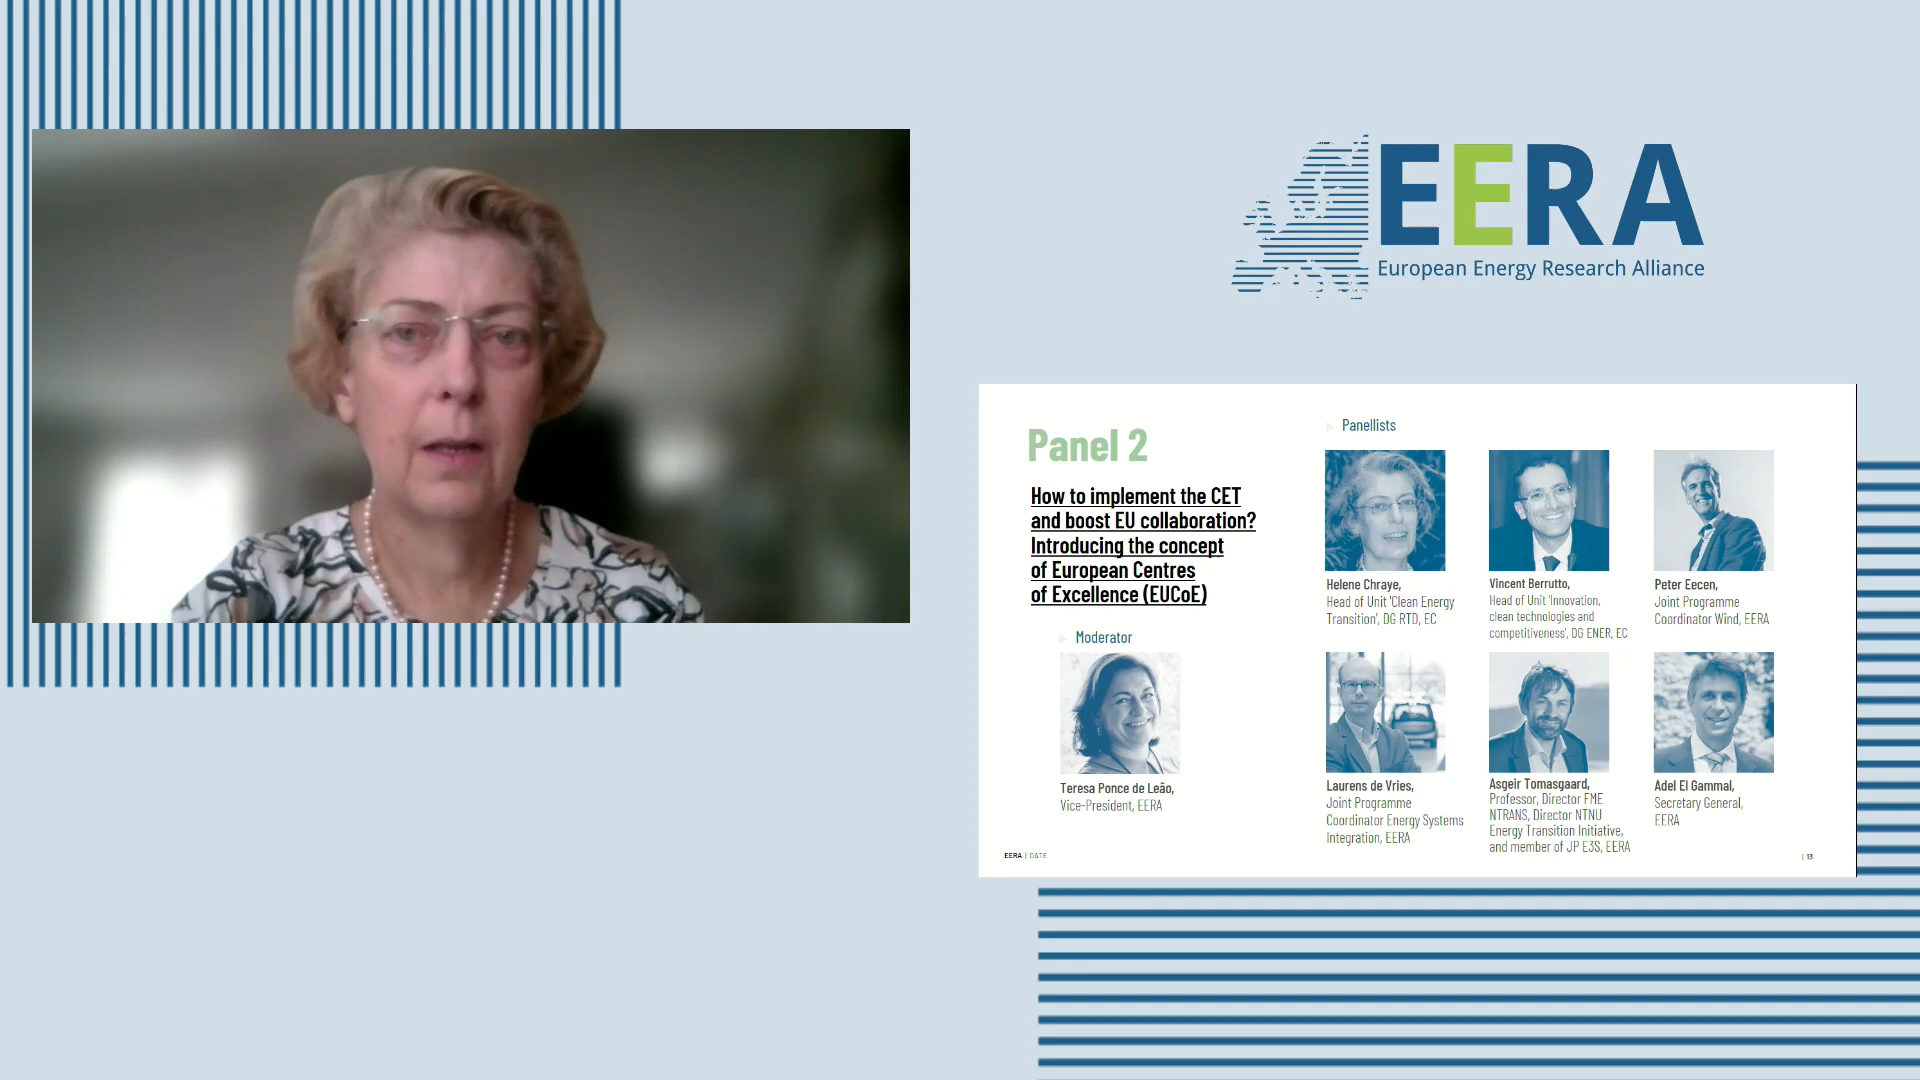 EERA
European Energy Research Alliance
Panel 2
How to implement the CET
and boost EU collaboration?
Introducing the concept
of European Centres
of Excellence (EUCoE)
Moderator
Teresa Ponce de Leão,
Vice-President, EERA
Panellists
Helene Chraye,
Head of Unit 'Clean Energy
Transition', DG RTD, EC
Vincent Berrutto,
Head of Unit 'Innovation,
clean technologies and
competitiveness', DG ENER, EC
Peter Eecen,
Joint Programme
Coordinator Wind, EERA
Laurens de Vries,
Joint Programme
Coordinator Energy Systems
Integration, EERA
Asgeir Tomasgaard,
Professor, Director FME
NTRANS, Director NTNU
Energy Transition Initiative,
and member of JP E3S, EERA
Adel El Gammal,
Secretary General,
EERA
EERA | DATE
| 13